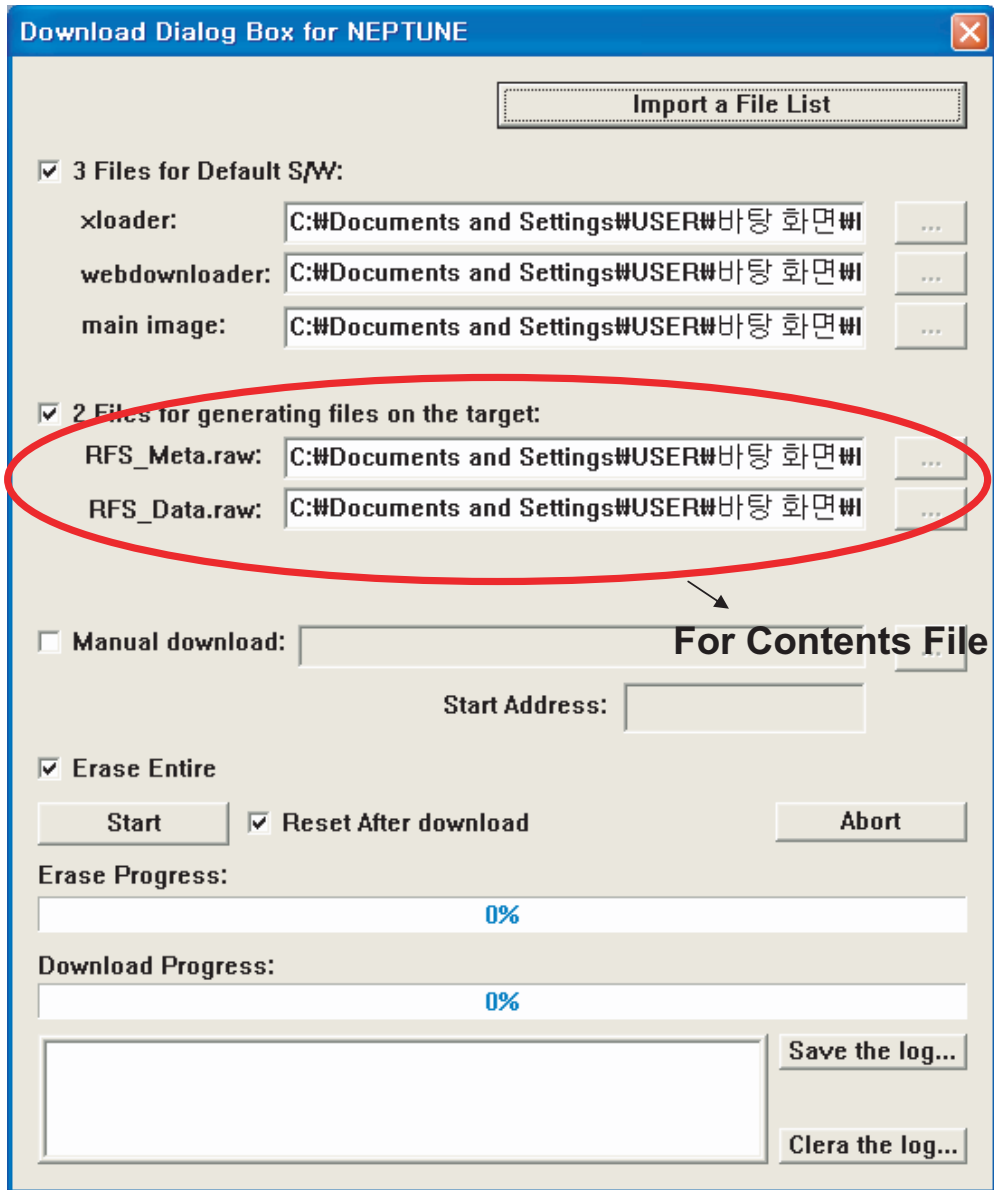 Download Dialog Box for NEPTUNE
Import a File List
3 Files for Default S/W:
xloader: C:₩Documents and Settings₩USER₩바탕 화면₩I ...
webdownloader: C:₩Documents and Settings₩USER₩바탕 화면₩I ...
main image: C:₩Documents and Settings₩USER₩바탕 화면₩I ...
2 Files for generating files on the target:
RFS_Meta.raw: C:₩Documents and Settings₩USER₩바탕 화면₩I ...
RFS_Data.raw: C:₩Documents and Settings₩USER₩바탕 화면₩I ...
Manual download: ...
For Contents File
Start Address:
Erase Entire
Start Reset After download Abort
Erase Progress:
0%
Download Progress:
0%
Save the log...
Clera the log...